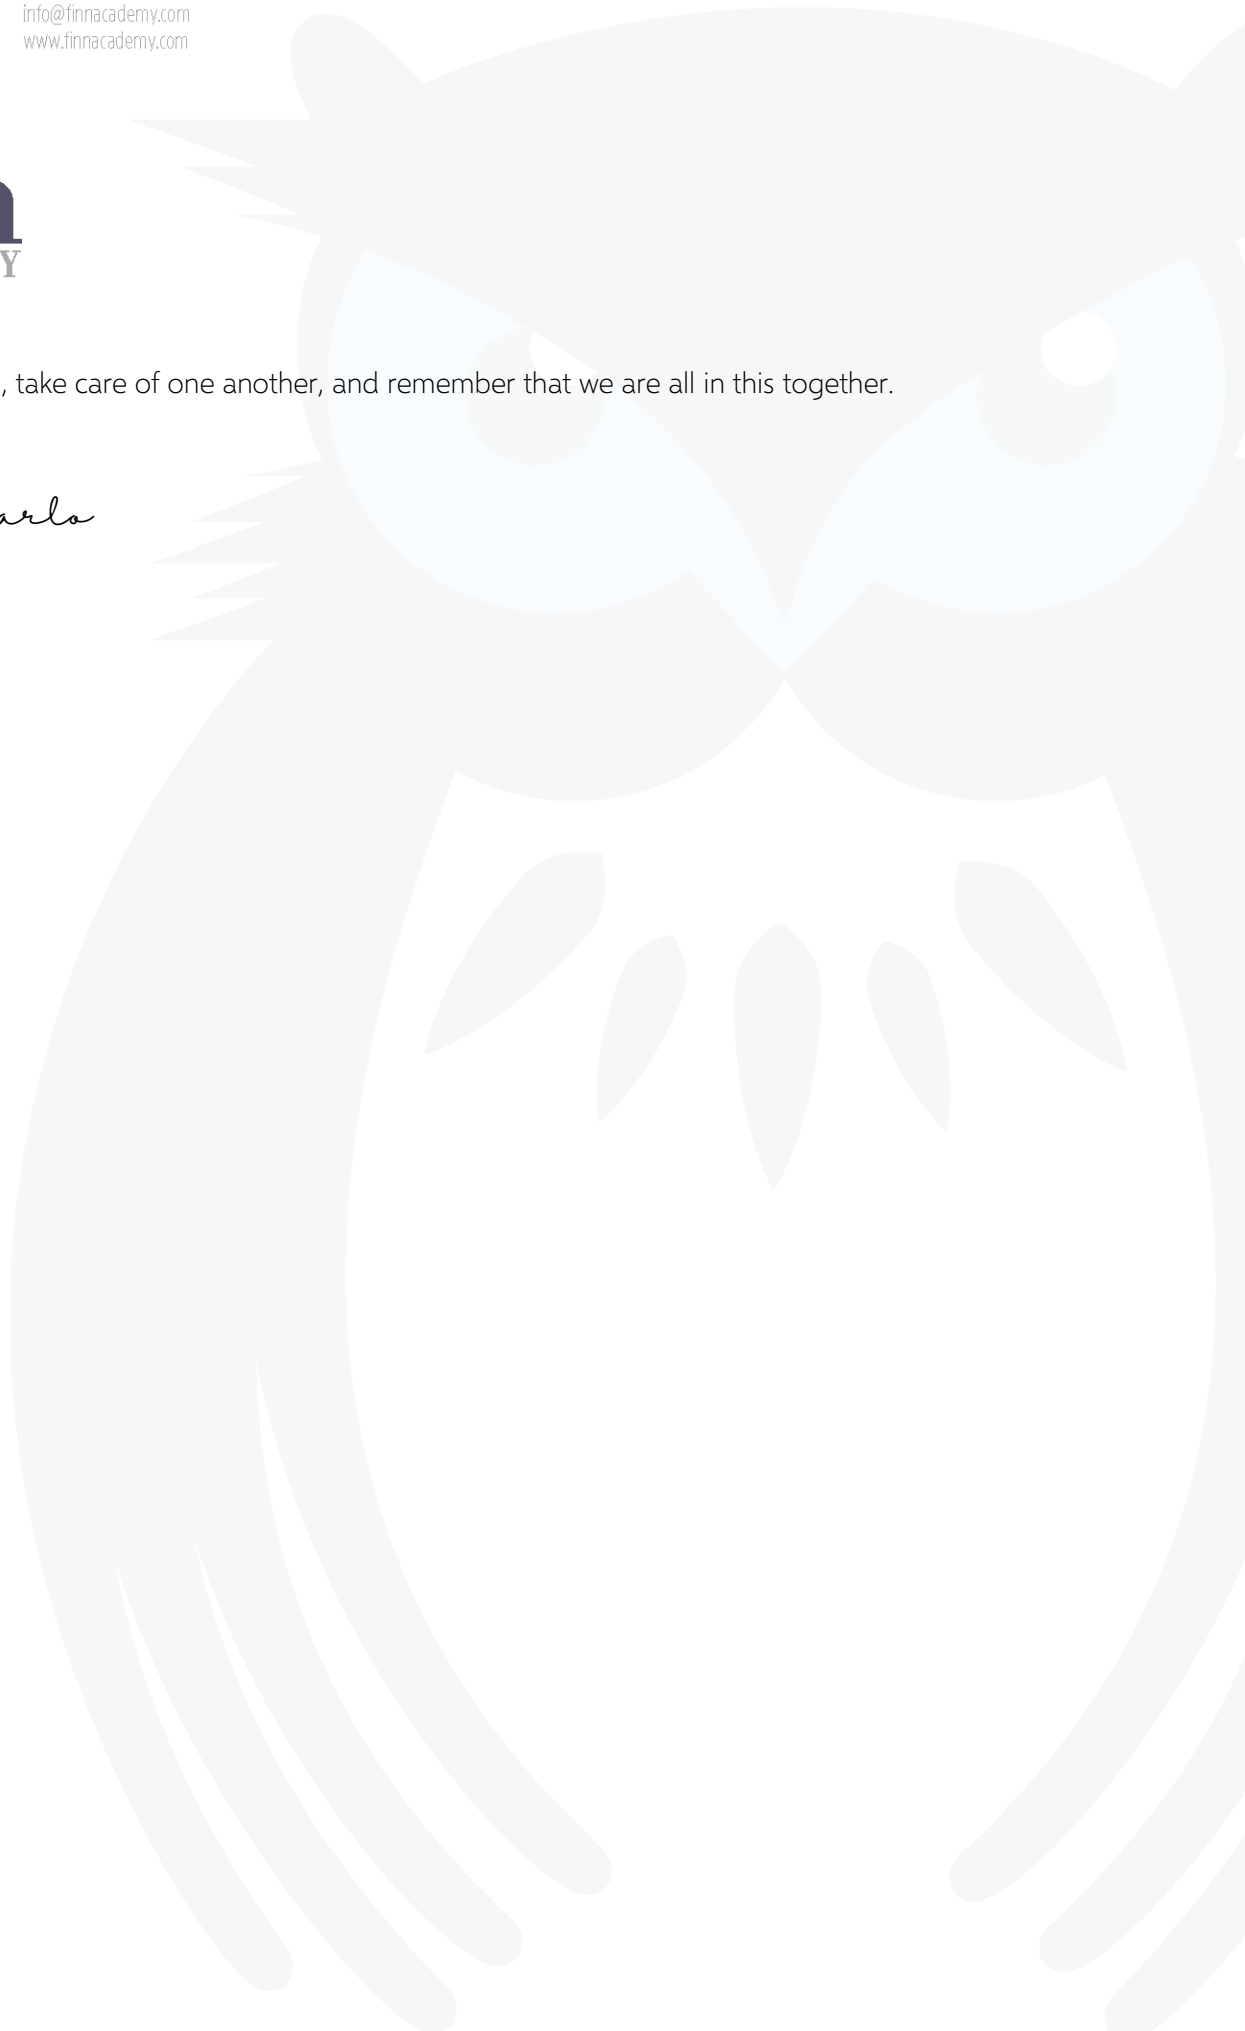 info@finnacademy.com
www.finnacademy.com
n
Y
, take care of one another, and remember that we are all in this together.
arlo